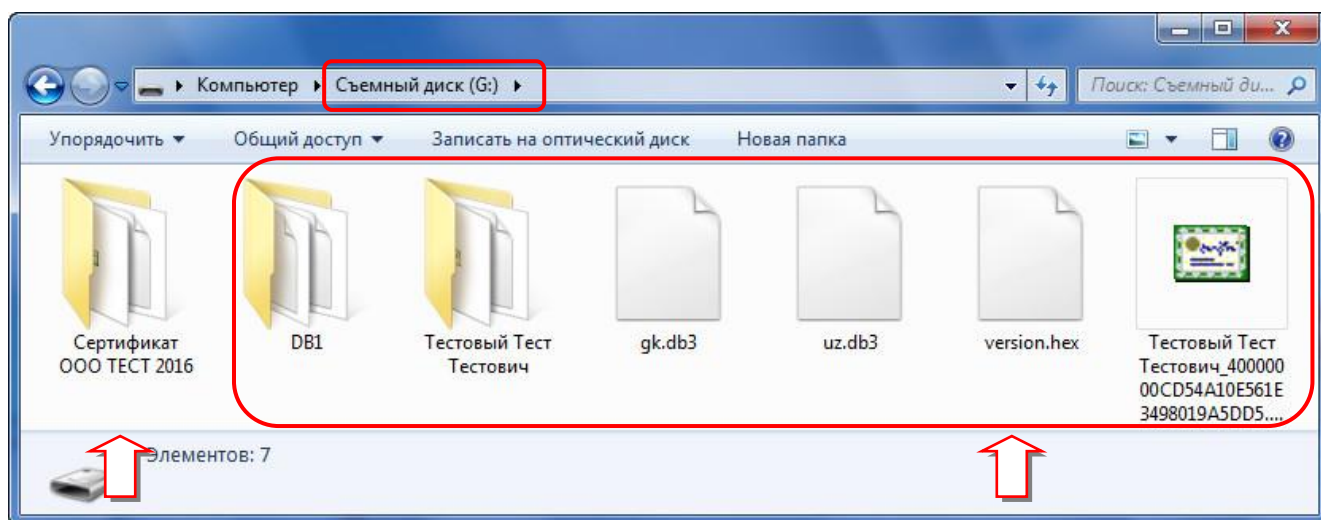 Компьютер Съемный диск (G:)
Поиск: Съемный ди...
Упорядочить Общий доступ Записать на оптический диск Новая папка
Сертификат
ООО ТЕСТ 2016
DB1
Тестовый Тест
Тестович
gk.db3
uz.db3
version.hex
Тестовый Тест
Тестович_400000
00CD54A10E561E
3498019A5DD5....
Элементов: 7